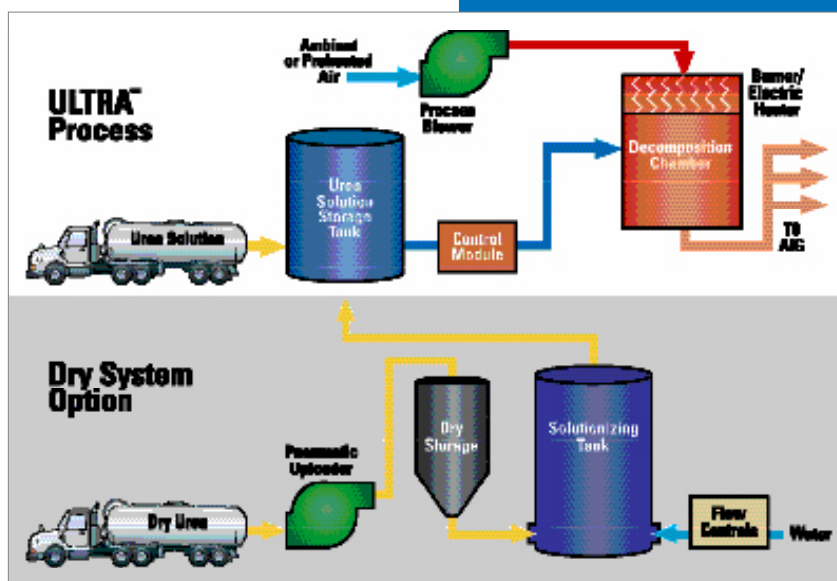 ULTRA™
Process
Ambient
or Preheated
Air
Process
Blower
Burner/
Electric
Heater
Decomposition
Chamber
Urea
Solution
Storage
Tank
Urea Solution
Control
Module
TO
AIG
Dry System
Option
Pneumatic
Unloader
Dry
Storage
Solutionizing
Tank
Dry Urea
Flow
Controls
Water